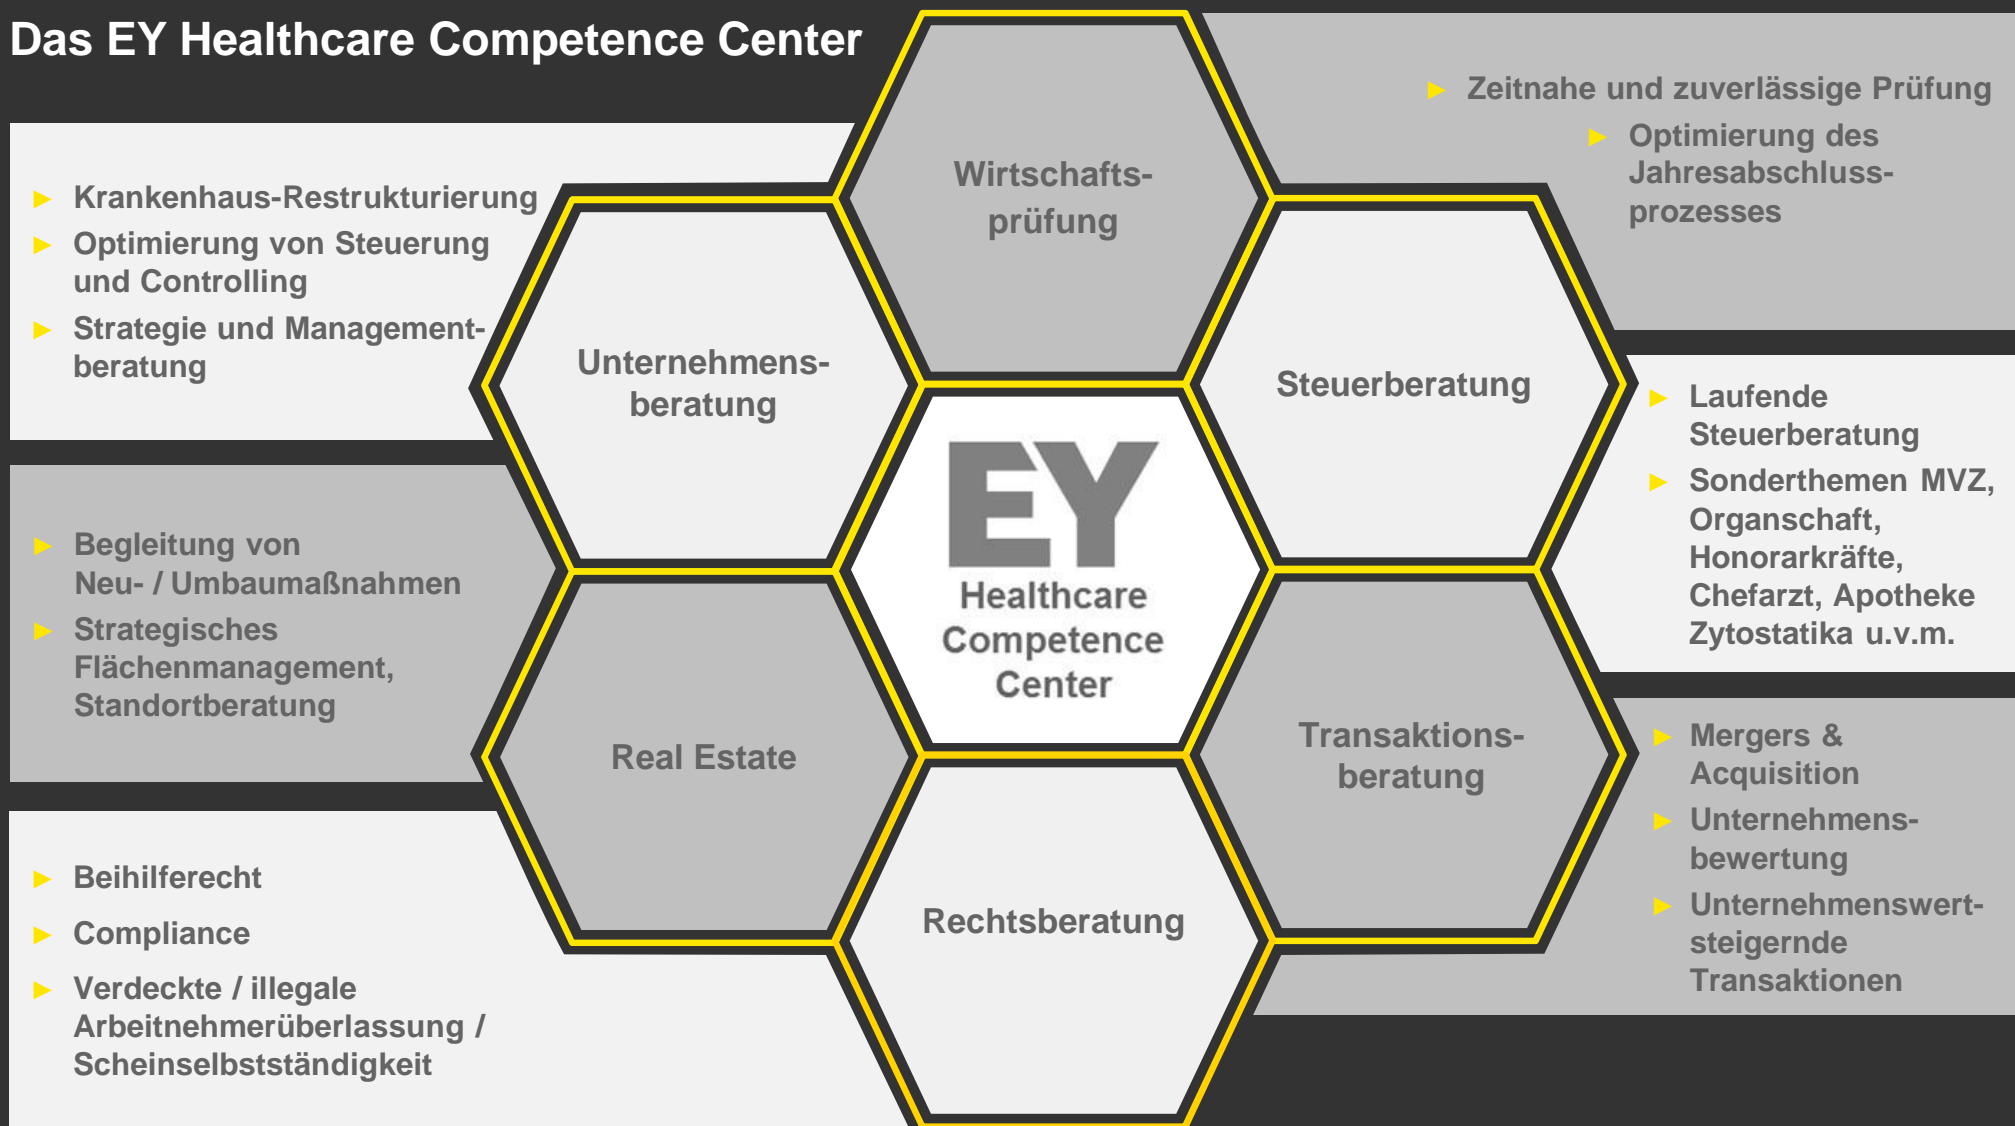 Das EY Healthcare Competence Center
► Zeitnahe und zuverlässige Prüfung
► Optimierung des
Jahresabschluss-
prozesses
Wirtschafts-
prüfung
► Krankenhaus-Restrukturierung
► Optimierung von Steuerung
und Controlling
► Strategie und Management-
beratung
Unternehmens-
beratung
Steuerberatung
► Laufende
Steuerberatung
► Sonderthemen MVZ,
Organschaft,
Honorarkräfte,
Chefarzt, Apotheke
Zytostatika u.v.m.
EY
Healthcare
Competence
Center
► Begleitung von
Neu- / Umbaumaßnahmen
► Strategisches
Flächenmanagement,
Standortberatung
Real Estate
Transaktions-
beratung
► Mergers &
Acquisition
► Unternehmens-
bewertung
► Unternehmenswert-
steigernde
Transaktionen
► Beihilferecht
► Compliance
► Verdeckte / illegale
Arbeitnehmerüberlassung /
Scheinselbstständigkeit
Rechtsberatung